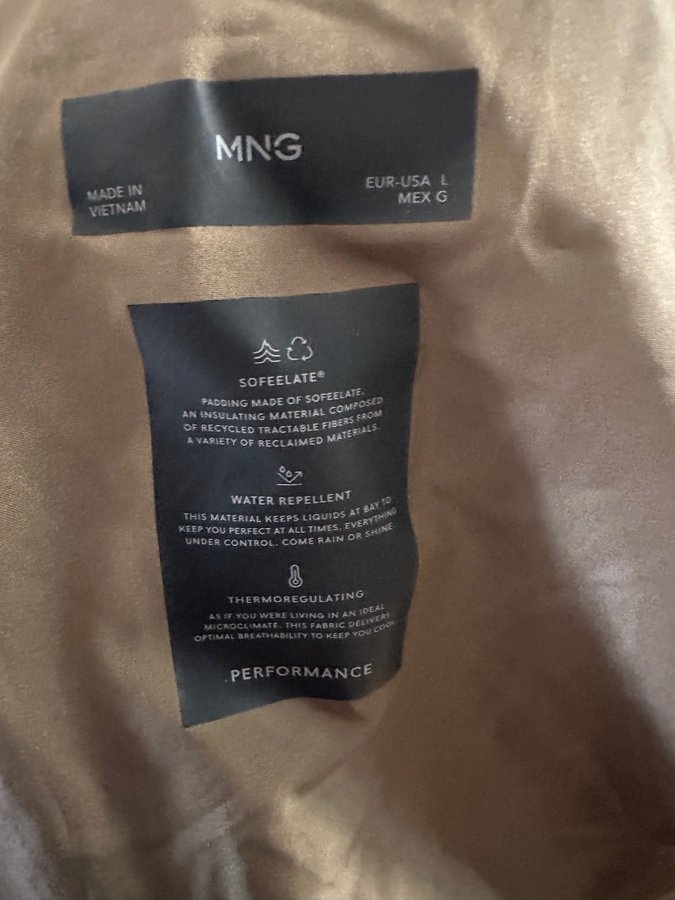 MNG
MADE IN
VIETNAM
EUR-USA L
MEX G
SOFEELATE®
PADDING MADE OF SOFEELATE,
AN INSULATING MATERIAL COMPOSED
OF RECYCLED TRACTABLE FIBERS FROM
A VARIETY OF RECLAIMED MATERIALS.
WATER REPELLENT
THIS MATERIAL KEEPS LIQUIDS AT BAY TO
KEEP YOU PERFECT AT ALL TIMES. EVERYTHING
UNDER CONTROL. COME RAIN OR SHINE.
THERMOREGULATING
AS IF YOU WERE LIVING IN AN IDEAL
MICROCLIMATE. THIS FABRIC DELIVERS
OPTIMAL BREATHABILITY TO KEEP YOU COOL
PERFORMANCE